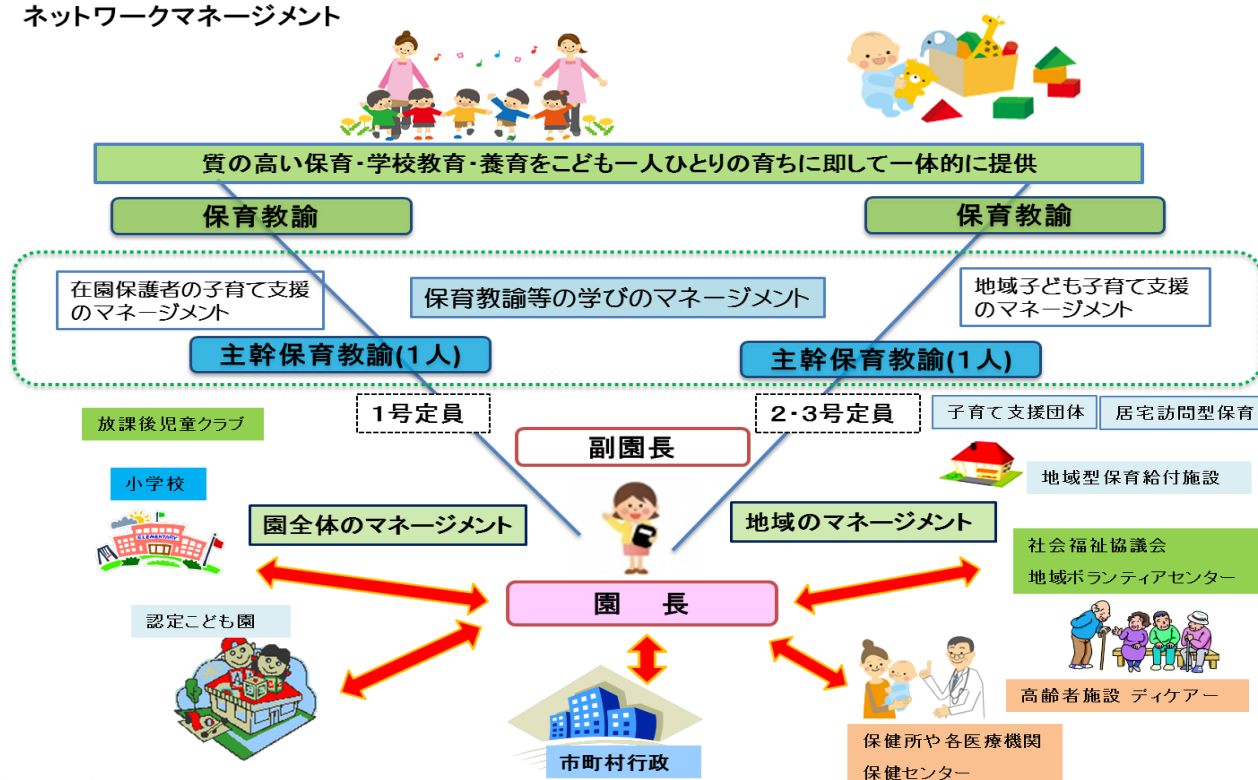 ネットワークマネージメント
質の高い保育・学校教育・養育をこども一人ひとりの育ちに即して一体的に提供
保育教諭
保育教諭
在園保護者の子育て支援
のマネージメント
保育教諭等の学びのマネージメント
地域子ども子育て支援
のマネージメント
主幹保育教諭(1人)
主幹保育教諭(1人)
1号定員
2・3号定員
子育て支援団体
居宅訪問型保育
放課後児童クラブ
副園長
地域型保育給付施設
小学校
ELEMENTARY
園全体のマネージメント
地域のマネージメント
社会福祉協議会
地域ボランティアセンター
園　長
認定こども園
高齢者施設 ディケアー
市町村行政
保健所や各医療機関
保健センター